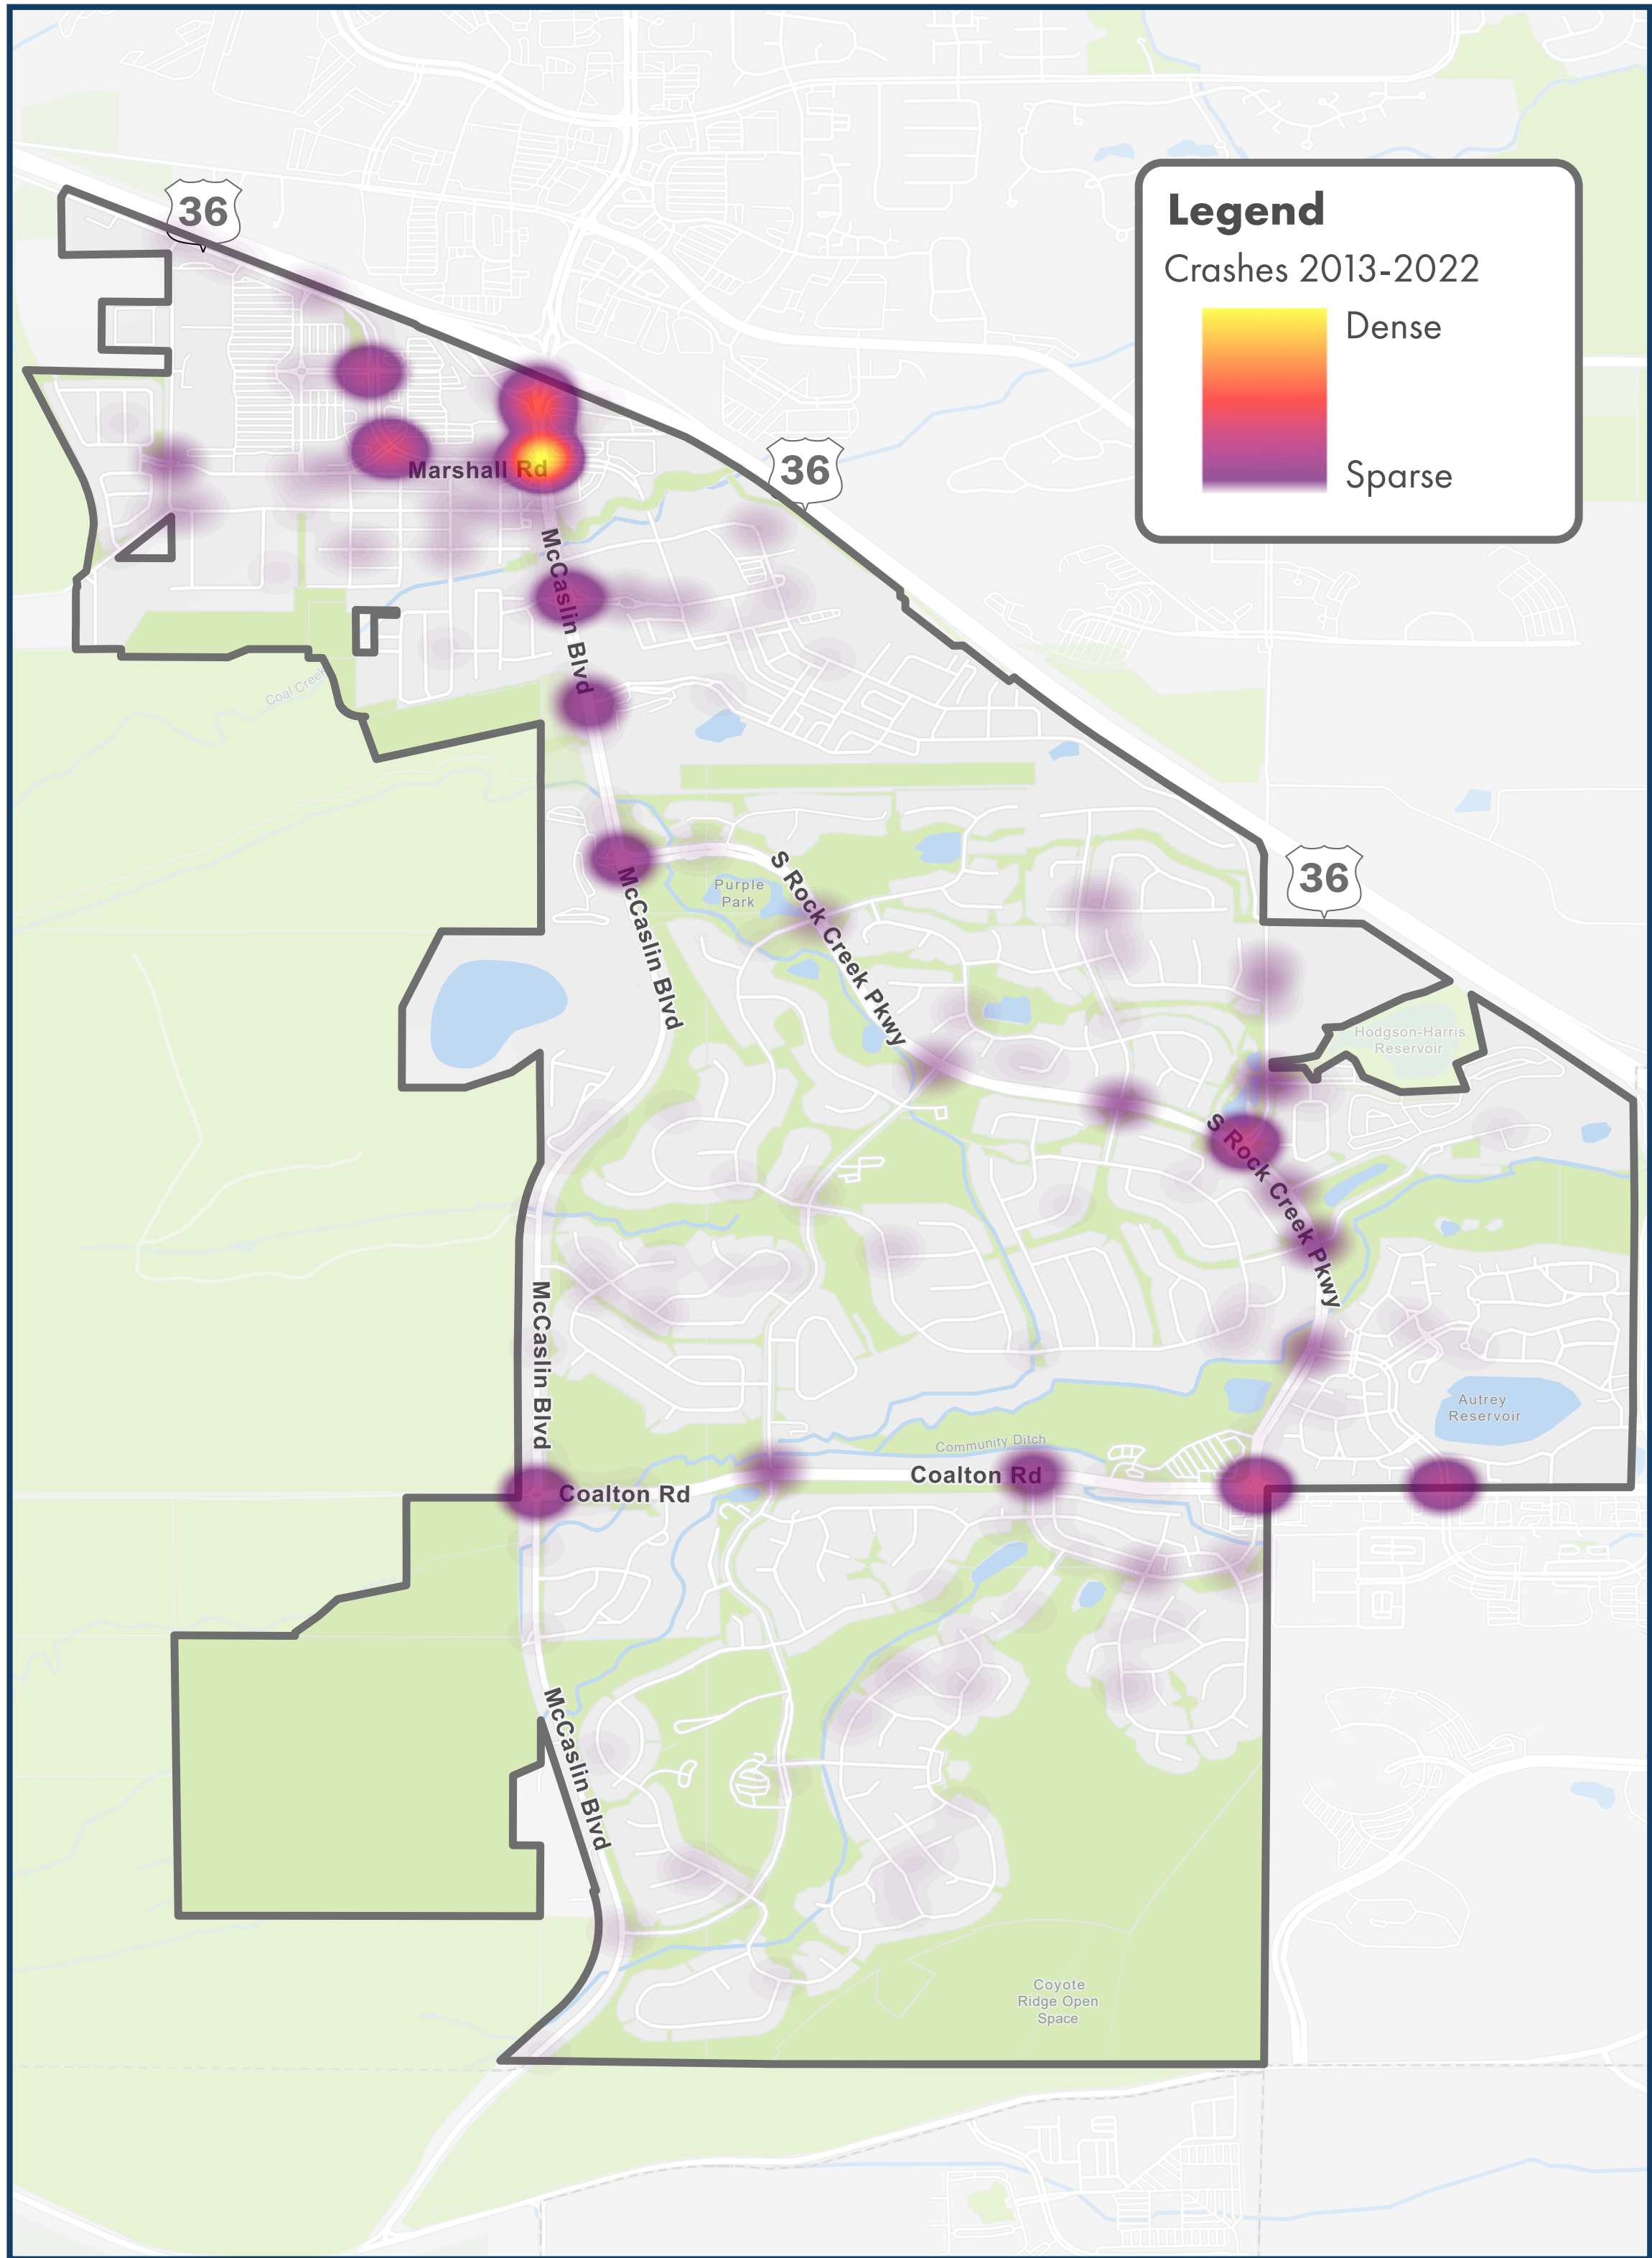 36
Legend
Crashes 2013-2022
Dense
Sparse
Marshall Rd
36
McCaslin Blvd
Coal Creek
36
S Rock Creek Pkwy
Purple
Park
McCaslin Blvd
Hodgson-Harris
Reservoir
S Rock Creek Pkwy
McCaslin Blvd
Autrey
Reservoir
Community Ditch
Coalton Rd
Coalton Rd
McCaslin Blvd
Coyote
Ridge Open
Space